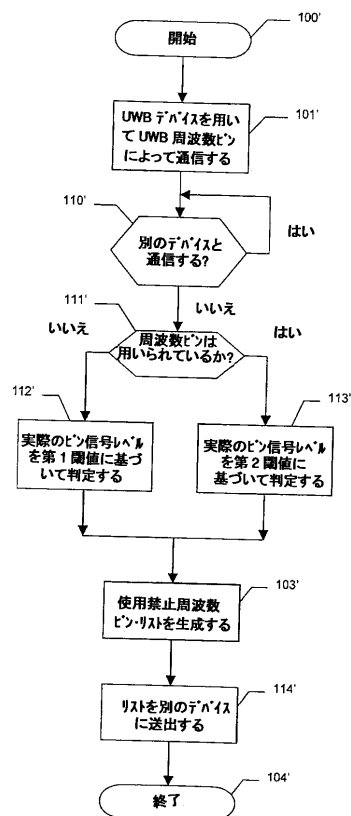 100'
開始
UWB デバイスを用い
て UWB 周波数ビン
によって通信する
101'
110'
別のデバイスと
通信する?
はい
いいえ
111'
いいえ
周波数ビンは
用いられているか?
はい
112'
実際のビン信号レベル
を第1閾値に基づ
いて判定する
113'
実際のビン信号レベル
を第2閾値に
基づいて判定する
使用禁止周波数
ビン・リストを生成する
103'
リストを別のデバイス
に送出する
114'
終了
104'